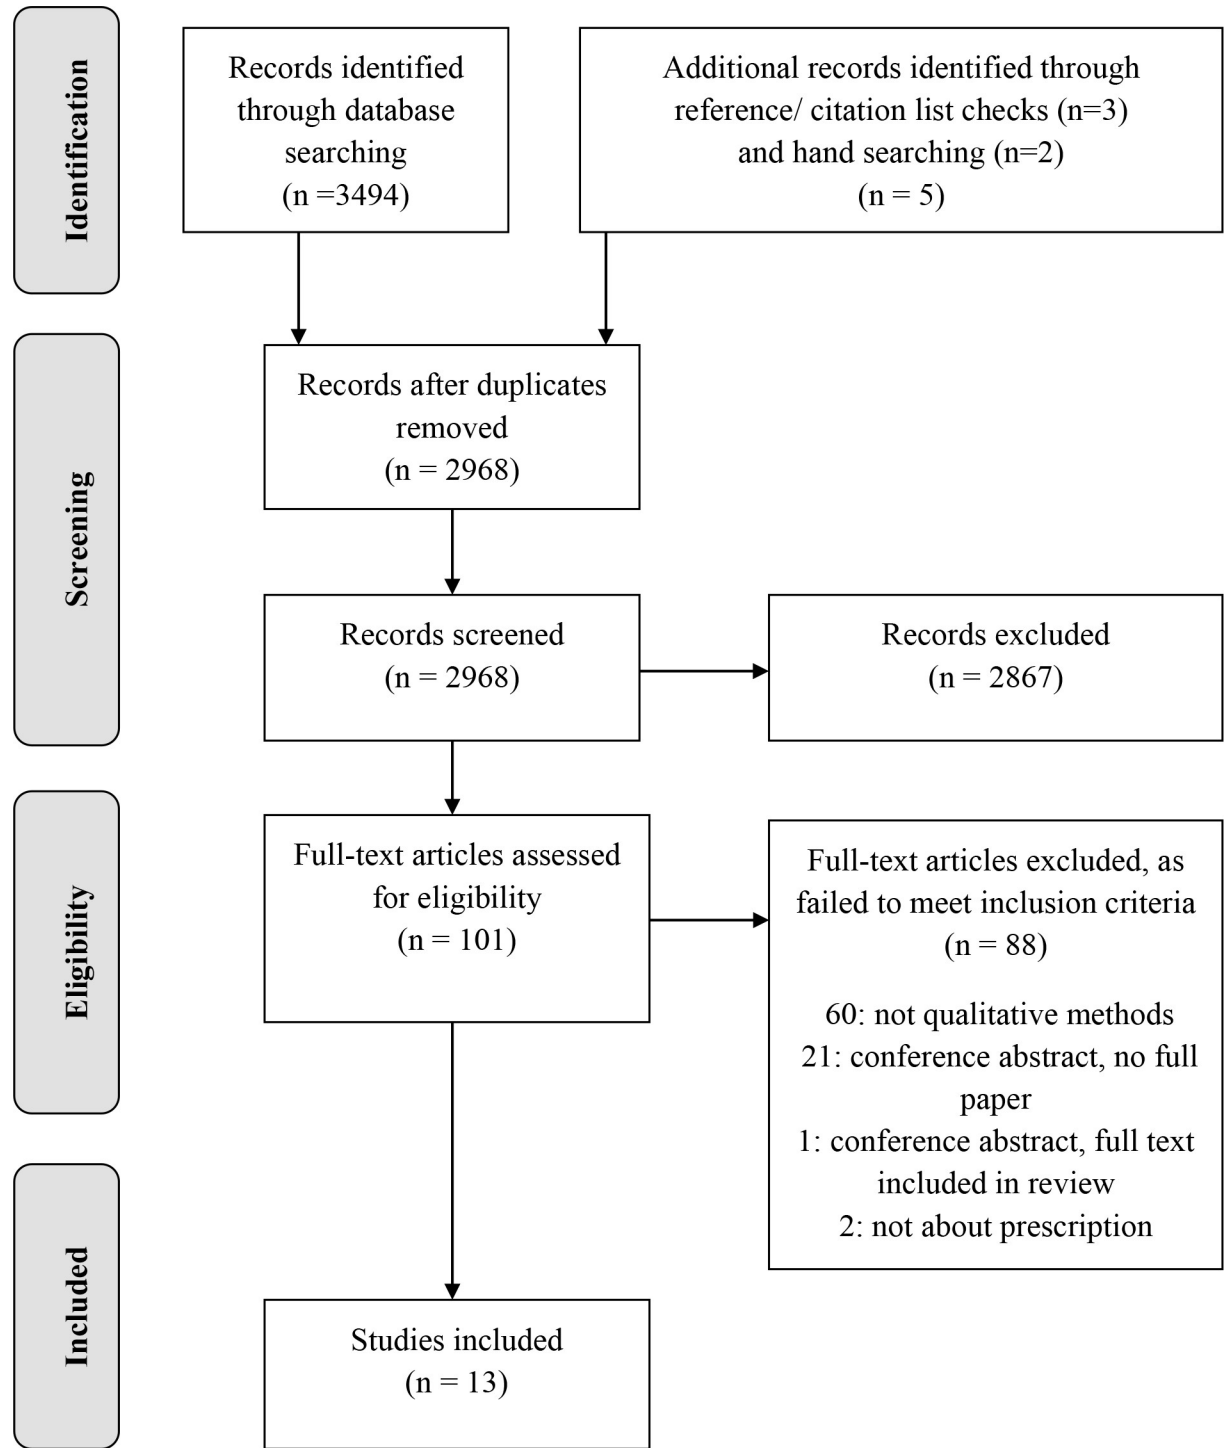 Identification
Records identified
through database
searching
(n =3494)
Additional records identified through
reference/ citation list checks (n=3)
and hand searching (n=2)
(n = 5)
Screening
Records after duplicates
removed
(n = 2968)
Records screened
(n = 2968)
Records excluded
(n = 2867)
Eligibility
Full-text articles assessed
for eligibility
(n = 101)
Full-text articles excluded, as
failed to meet inclusion criteria
(n = 88)
60: not qualitative methods
21: conference abstract, no full
paper
1: conference abstract, full text
included in review
2: not about prescription
Included
Studies included
(n = 13)